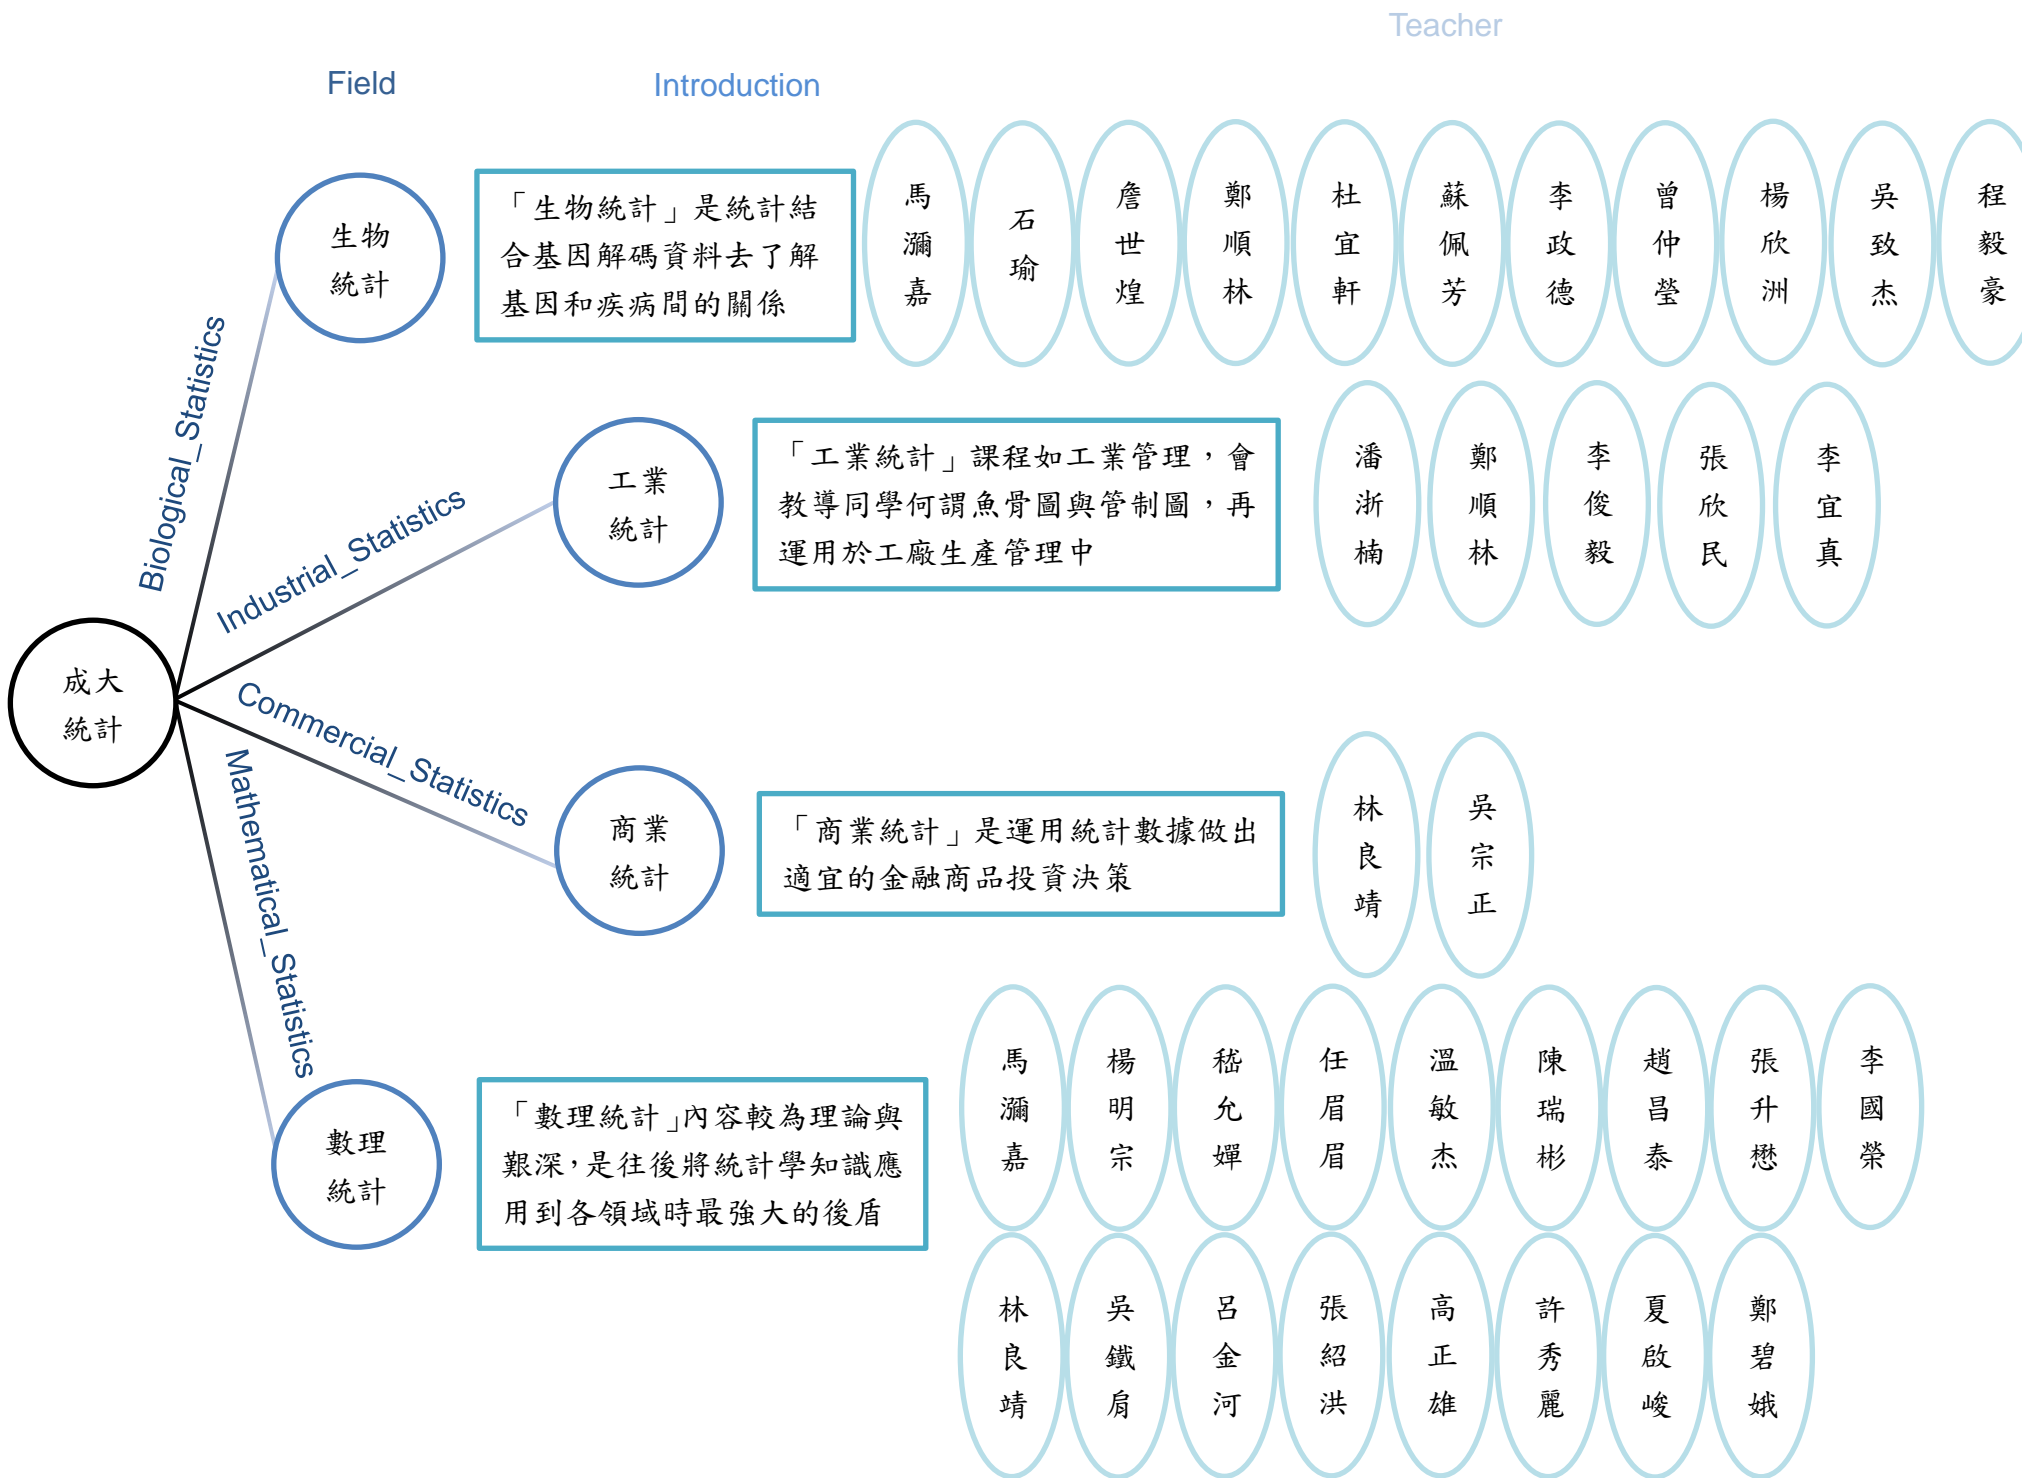 Teacher
Field
Introduction
生物
統計
「生物統計」是統計結
合基因解碼資料去了解
基因和疾病間的關係
馬瀰嘉
石瑜
詹世煌
鄭順林
杜宜軒
蘇佩芳
李政德
曾仲瑩
楊欣洲
吳致杰
程毅豪
Biological_Statistics
Industrial_Statistics
工業
統計
「工業統計」課程如工業管理，會
教導同學何謂魚骨圖與管制圖，再
運用於工廠生產管理中
潘浙楠
鄭順林
李俊毅
張欣民
李宜真
成大
統計
Commercial_Statistics
商業
統計
「商業統計」是運用統計數據做出
適宜的金融商品投資決策
林良靖
吳宗正
Mathematical_Statistics
數理
統計
「數理統計」內容較為理論與
艱深，是往後將統計學知識應
用到各領域時最強大的後盾
馬瀰嘉
楊明宗
嵇允嬋
任眉眉
溫敏杰
陳瑞彬
趙昌泰
張升懋
李國榮
林良靖
吳鐵肩
呂金河
張紹洪
高正雄
許秀麗
夏啟峻
鄭碧娥